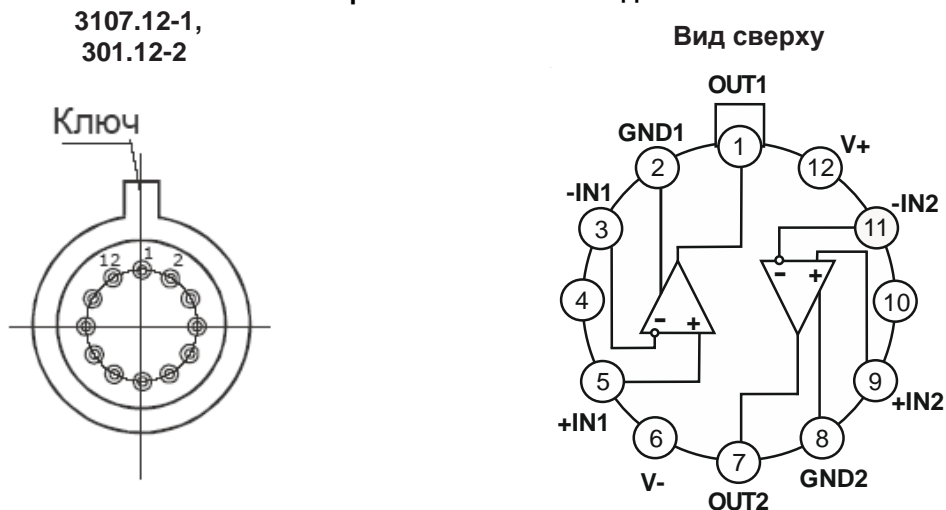 3107.12-1,
301.12-2
Вид сверху
Ключ
12 1 2
OUT1
GND1
V+
1
2
12
-IN1
-IN2
3
11
4
10
- +
- +
5
9
+IN1
+IN2
6
8
7
V-
GND2
OUT2